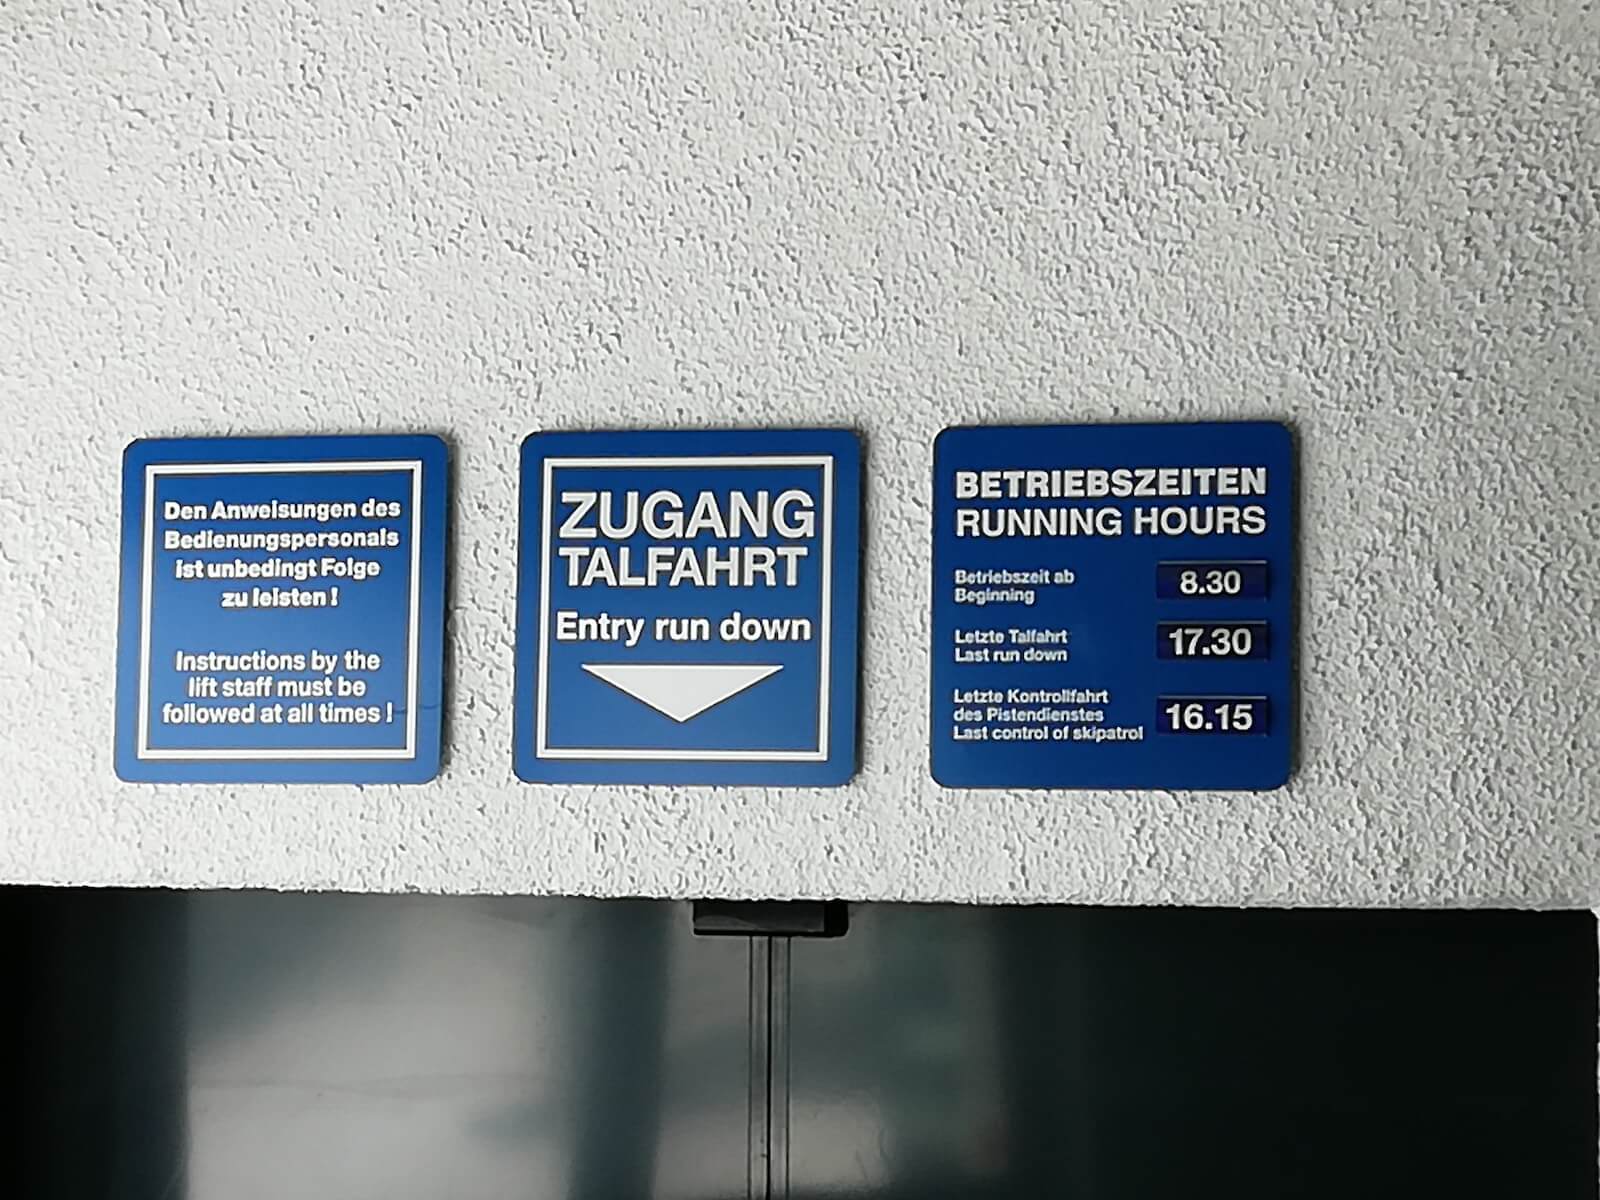 Den Anweisungen des
Bedienungspersonals
ist unbedingt Folge
zu leisten !
Instructions by the
lift staff must be
followed at all times !
ZUGANG
TALFAHRT
Entry run down
BETRIEBSZEITEN
RUNNING HOURS
Betriebszeit ab
Beginning
8.30
Letzte Talfahrt
Last run down
17.30
Letzte Kontrollfahrt
des Pistendienstes
Last control of skipatrol
16.15